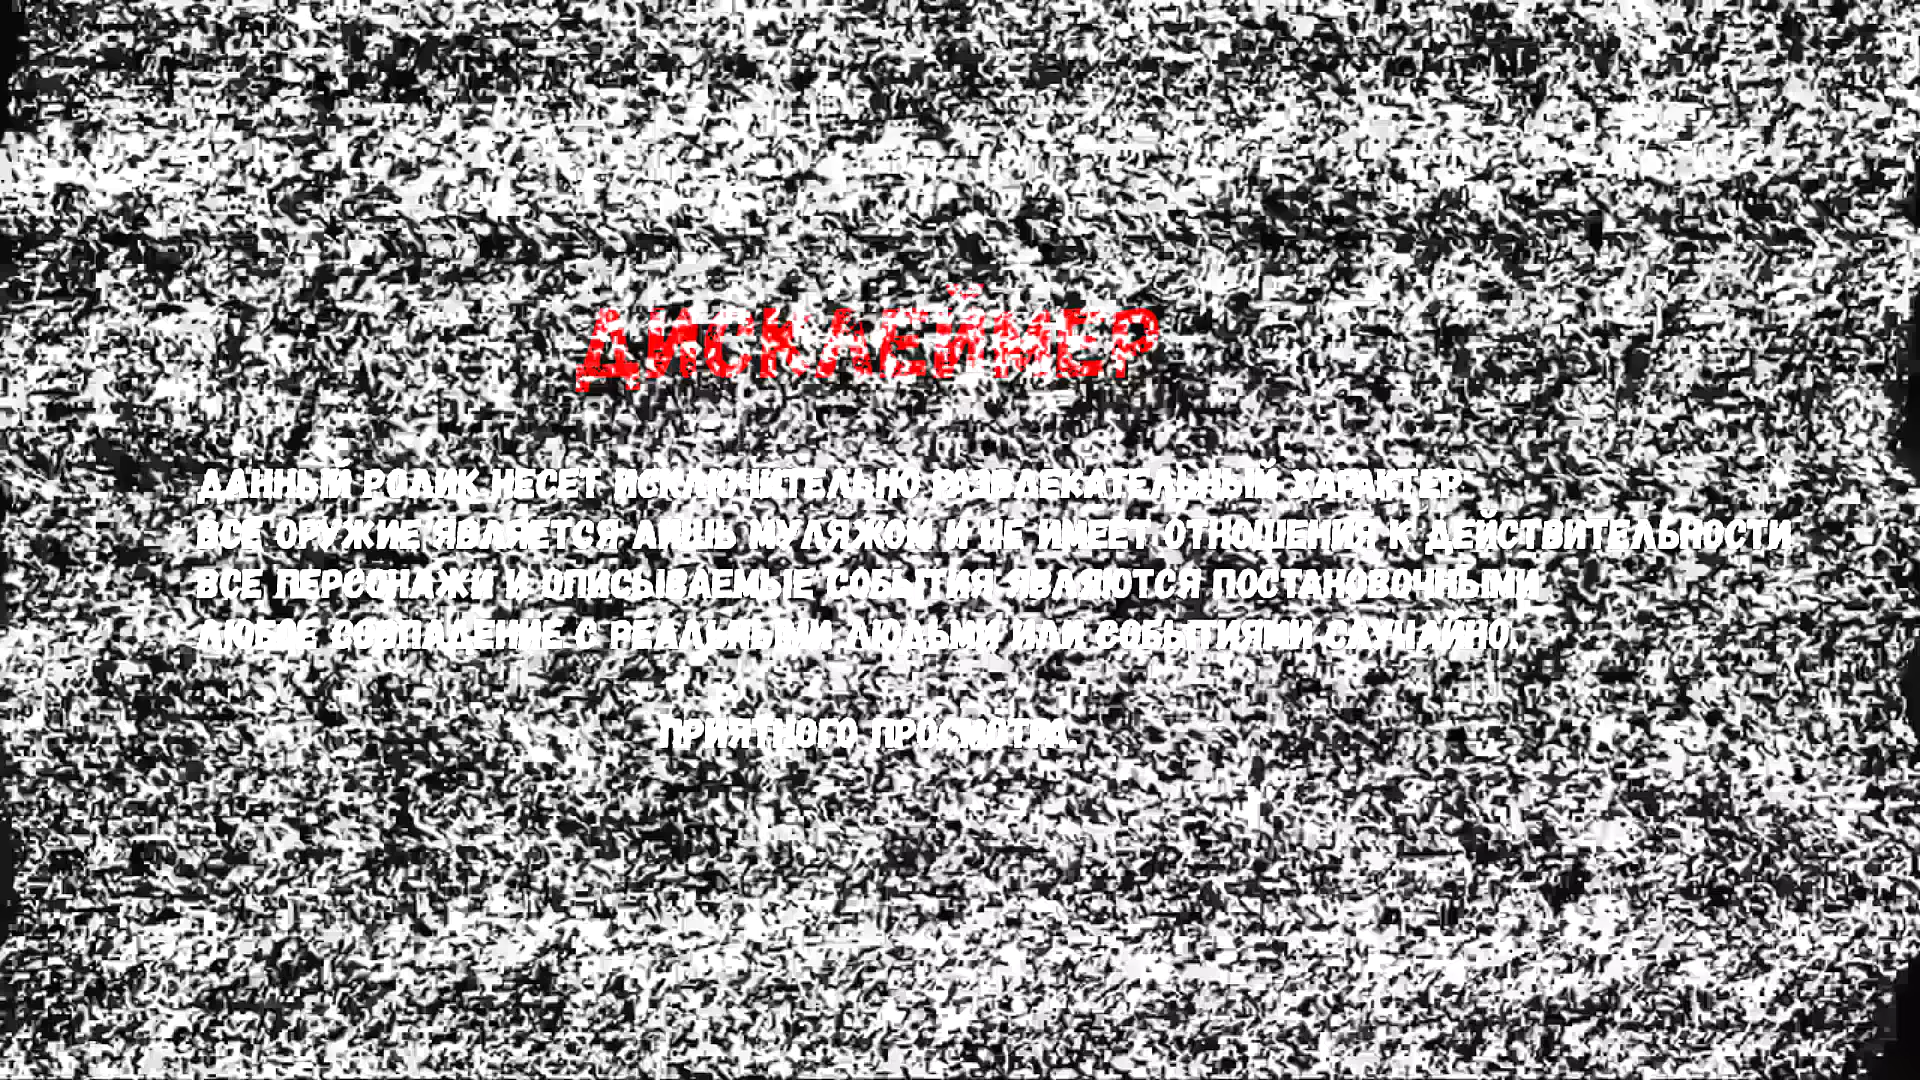 ДИСКЛЕЙМЕР
ДАННЫЙ РОЛИК НЕСЕТ ИСКЛЮЧИТЕЛЬНО РАЗВЛЕКАТЕЛЬНЫЙ ХАРАКТЕР
ВСЕ ОРУЖИЕ ЯВЛЯЕТСЯ ЛИШЬ МУЛЯЖОМ И НЕ ИМЕЕТ ОТНОШЕНИЯ К ДЕЙСТВИТЕЛЬНОСТИ
ВСЕ ПЕРСОНАЖИ И ОПИСЫВАЕМЫЕ СОБЫТИЯ ЯВЛЯЮТСЯ ПОСТАНОВОЧНЫМИ.
ЛЮБОЕ СОВПАДЕНИЕ С РЕАЛЬНЫМИ ЛЮДЬМИ ИЛИ СОБЫТИЯМИ СЛУЧАЙНО.
ПРИЯТНОГО ПРОСМОТРА.